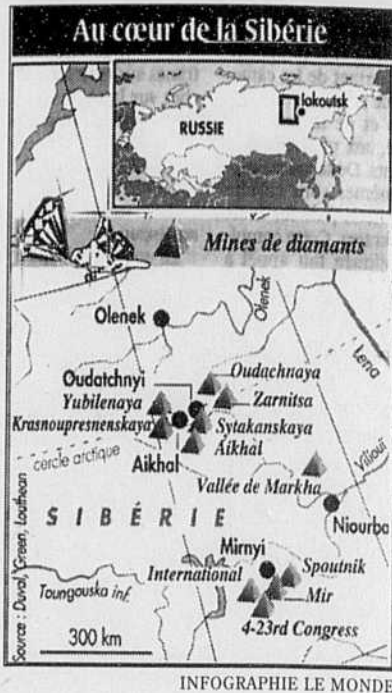 Au cœur de la Sibérie
Iakoutsk
RUSSIE
Mines de diamants
Olenek
Olenek
Lena
Oudatchnyi
Oudachnaya
Yubilenaya
Zarnitsa
Krasnoupresnenskaya
Sytakanskaya
Aikhal
Aikhal
cercle arctique
Viliouï
Vallée de Markha
SIBÉRIE
Niourba
Mirnyi
International
Spoutnik
Toungouska inf.
Mir
4-23rd Congress
300 km
Source : Duval, Green, Louthean
INFOGRAPHIE LE MONDE